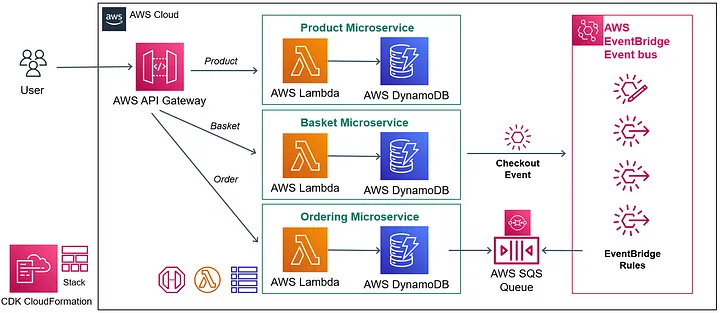 aws
AWS Cloud
User
AWS API Gateway
Product
Basket
Order
Product Microservice
AWS Lambda
AWS DynamoDB
Basket Microservice
AWS Lambda
AWS DynamoDB
Ordering Microservice
AWS Lambda
AWS DynamoDB
Checkout
Event
AWS SQS
Queue
AWS
EventBridge
Event bus
EventBridge
Rules
Stack
CDK CloudFormation